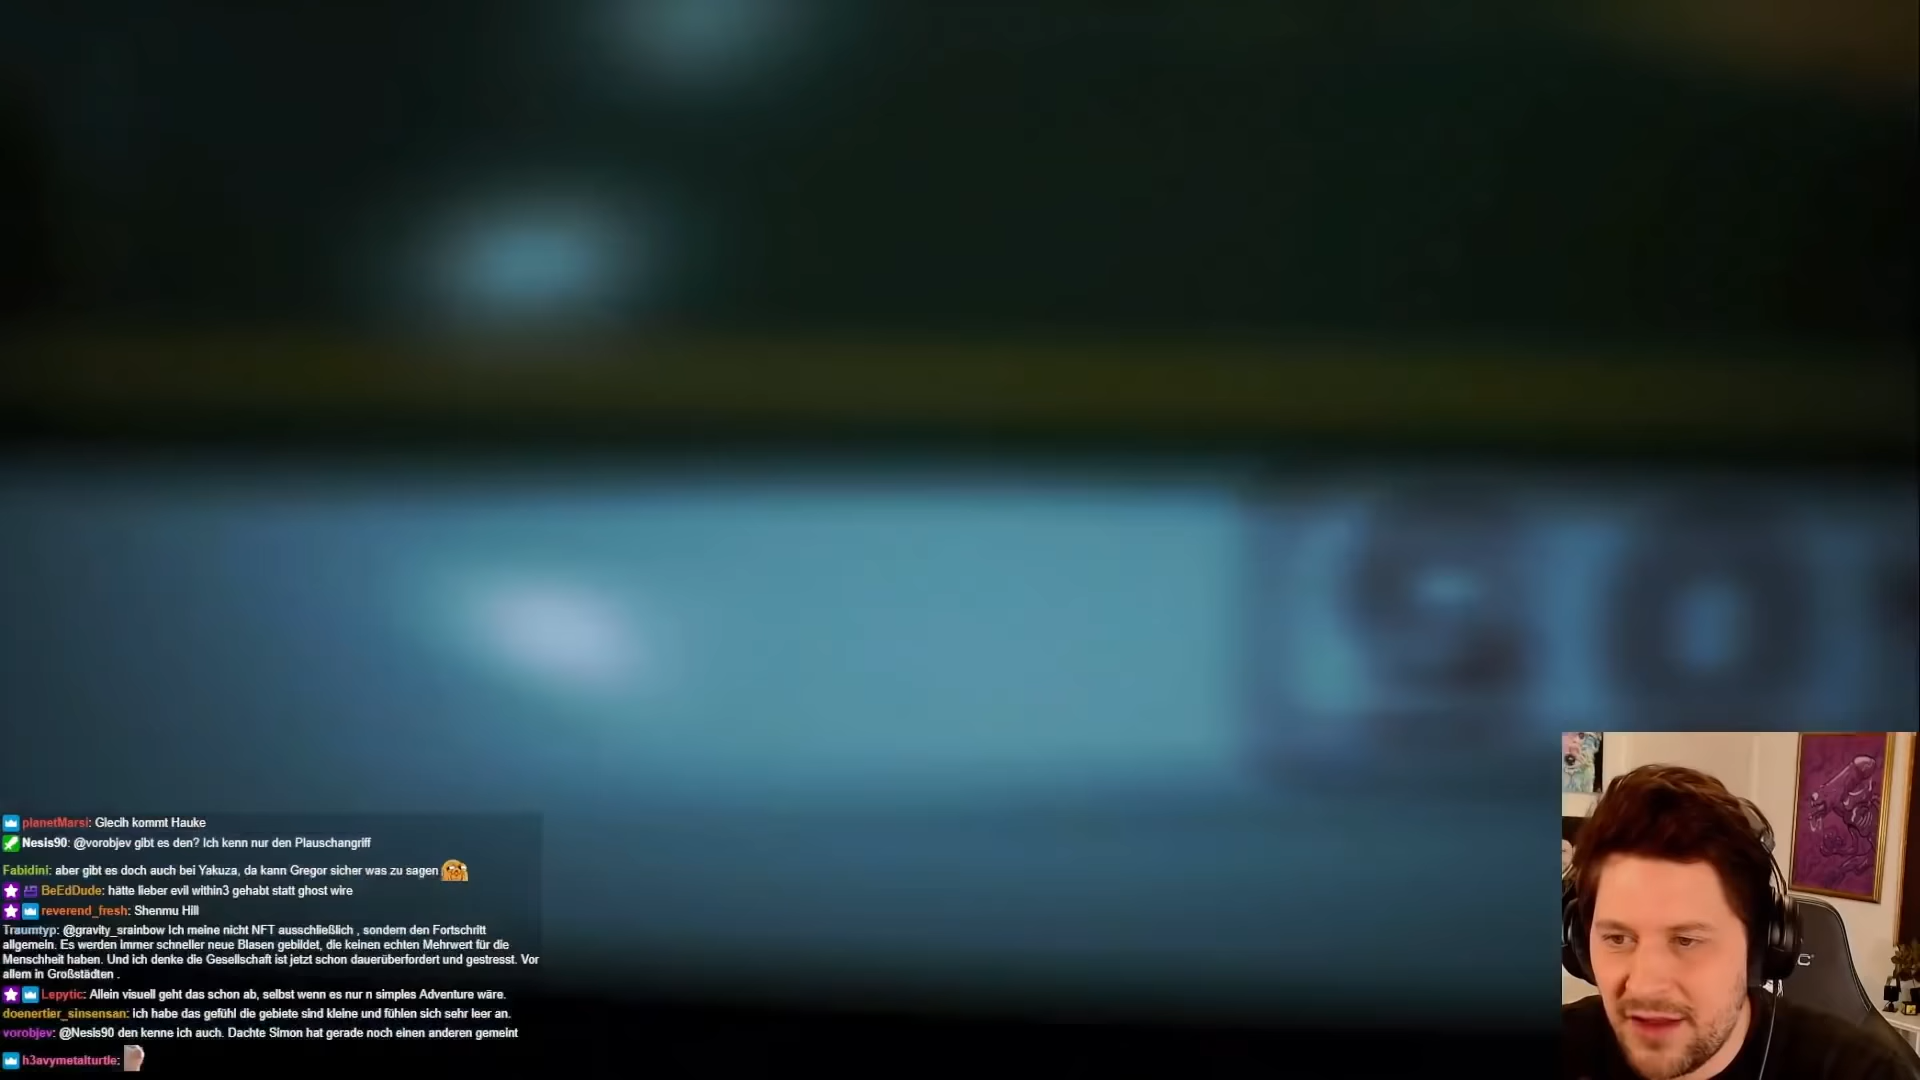 planetMarsi: Glecih kommt Hauke
Nesis90: @vorobjev gibt es den? Ich kenn nur den Plauschangriff
Fabidini: aber gibt es doch auch bei Yakuza, da kann Gregor sicher was zu sagen
BeEdDude: hätte lieber evil within3 gehabt statt ghost wire
reverend_fresh: Shenmu Hill
Traumtyp: @gravity_srainbow Ich meine nicht NFT ausschließlich , sondern den Fortschritt
allgemeln. Es werden immer schneller neue Blasen gebildet, die keinen echten Mehrwert für die
Menschheit haben. Und ich denke die Gesellschaft ist jetzt schon dauerüberfordert und gestresst. Vor
allem in Großstädten .
Lepytic: Allein visuell geht das schon ab, selbst wenn es nur n simples Adventure wäre.
doenertier_sinsensan: ich habe das gefühl die gebiete sind kleine und fühlen sich sehr leer an.
vorobjev: @Nesis90 den kenne ich auch. Dachte Simon hat gerade noch einen anderen gemeint
h3avymetalturtle: